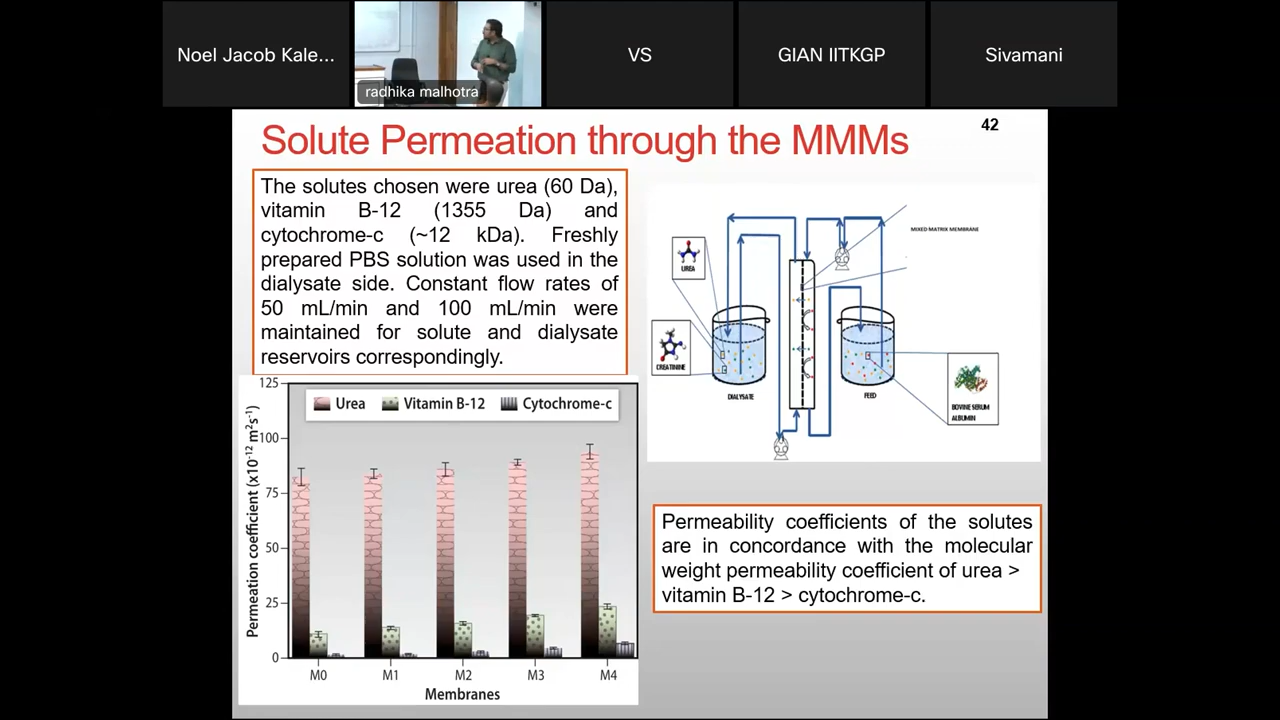 Noel Jacob Kale...
radhika malhotra
VS
GIAN IITKGP
Sivamani
42
Solute Permeation through the MMMs
The solutes chosen were urea (60 Da),
vitamin B-12 (1355 Da) and
cytochrome-c (~12 kDa). Freshly
prepared PBS solution was used in the
dialysate side. Constant flow rates of
50 mL/min and 100 mL/min were
maintained for solute and dialysate
reservoirs correspondingly.
MIXED MATRIX MEMBRANE
UREA
CREATININE
DIALYSATE
FEED
BOVINE SERUM
ALBUMIN
Permeation coefficient (x10⁻¹² m²s⁻¹)
125
100
75
50
25
0
Urea
Vitamin B-12
Cytochrome-c
M0
M1
M2
M3
M4
Membranes
Permeability coefficients of the solutes
are in concordance with the molecular
weight permeability coefficient of urea >
vitamin B-12 > cytochrome-c.